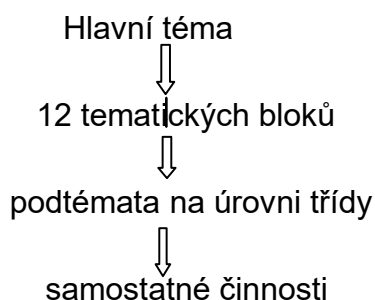 Hlavní téma
12 tematických bloků
podtémata na úrovni třídy
samostatné činnosti